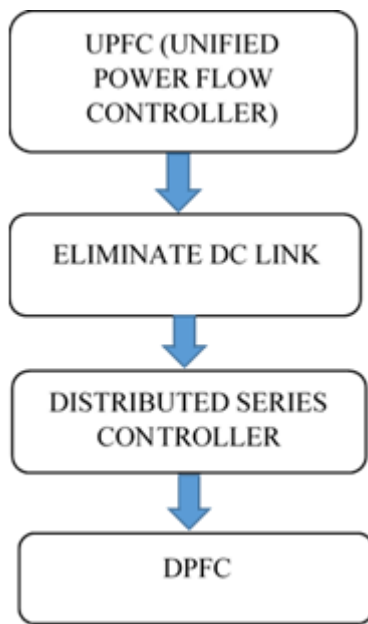 UPFC (UNIFIED
POWER FLOW
CONTROLLER)
ELIMINATE DC LINK
DISTRIBUTED SERIES
CONTROLLER
DPFC